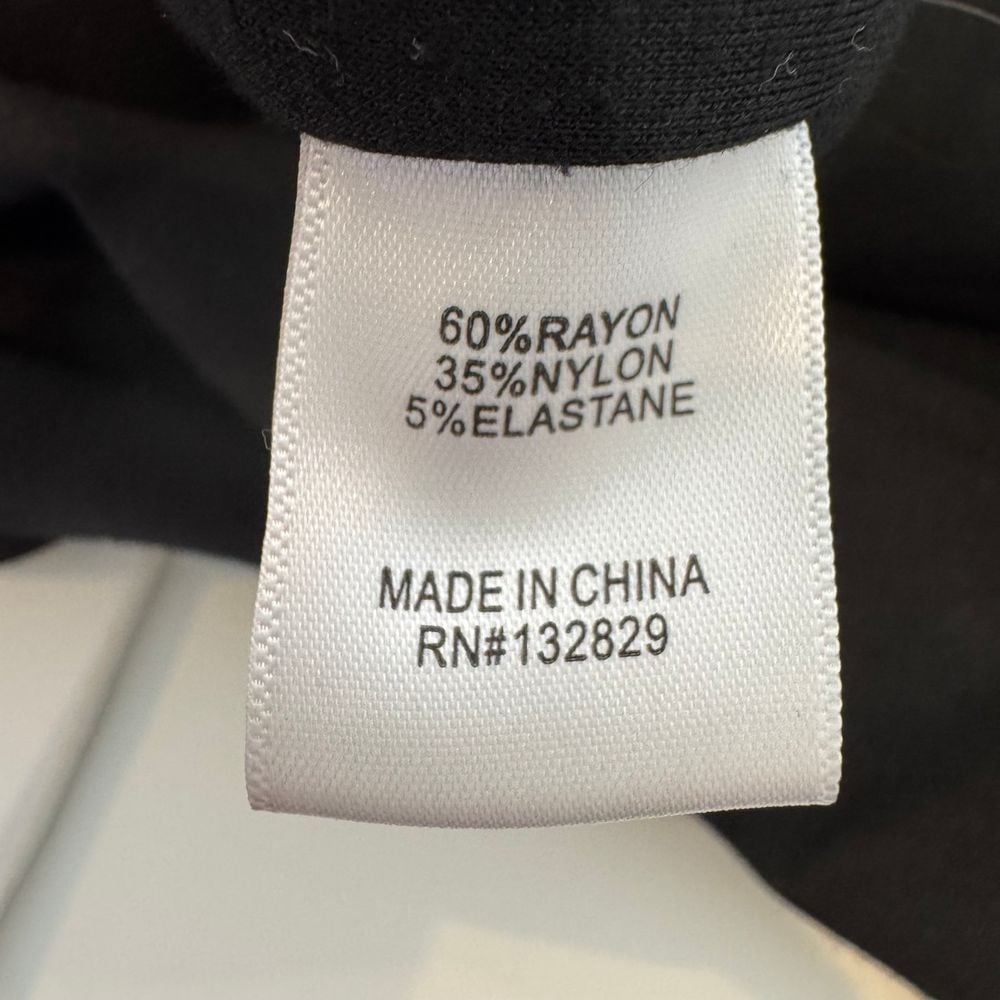 60%RAYON
35%NYLON
5%ELASTANE
MADE IN CHINA
RN#132829